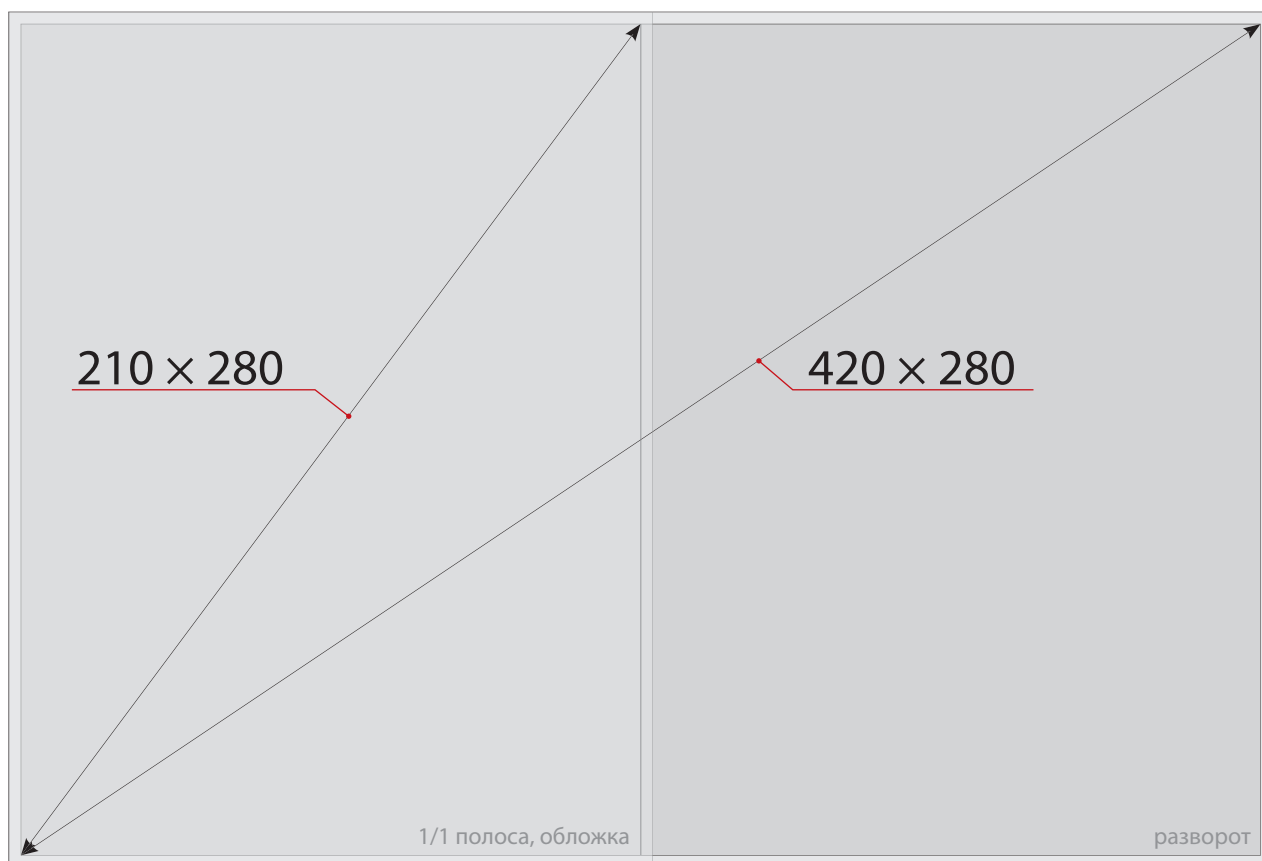 210 × 280
420 × 280
1/1 полоса, обложка
разворот